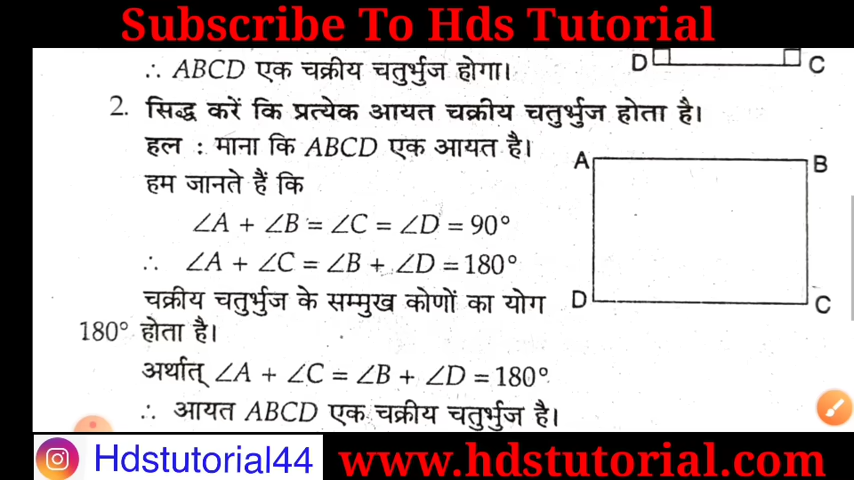 Subscribe To Hds Tutorial
∴ ABCD एक चक्रीय चतुर्भुज होगा।
D C
2. सिद्ध करें कि प्रत्येक आयत चक्रीय चतुर्भुज होता है।
हल : माना कि ABCD एक आयत है।
A B
हम जानते हैं कि
∠A + ∠B = ∠C = ∠D = 90°
∴ ∠A + ∠C = ∠B + ∠D = 180°
चक्रीय चतुर्भुज के सम्मुख कोणों का योग
D C
180° होता है।
अर्थात् ∠A + ∠C = ∠B + ∠D = 180°
∴ आयत ABCD एक चक्रीय चतुर्भुज है।
Hdstutorial44
www.hdstutorial.com